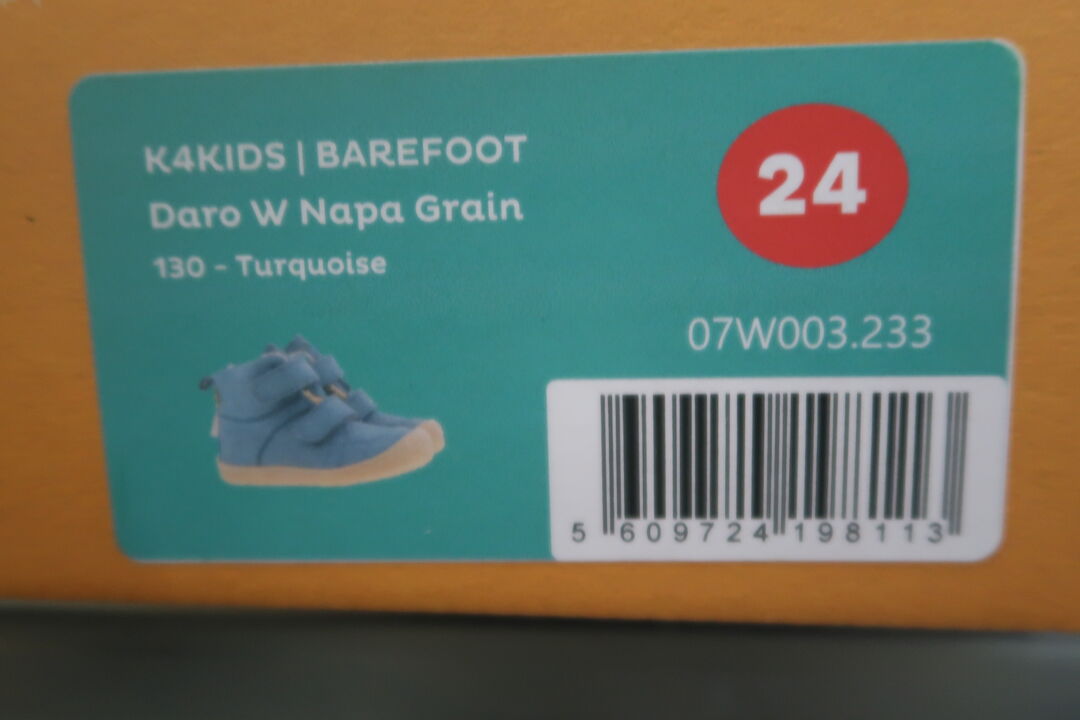 K4KIDS | BAREFOOT
Daro W Napa Grain
130 - Turquoise
24
07W003.233
5 609724 198113